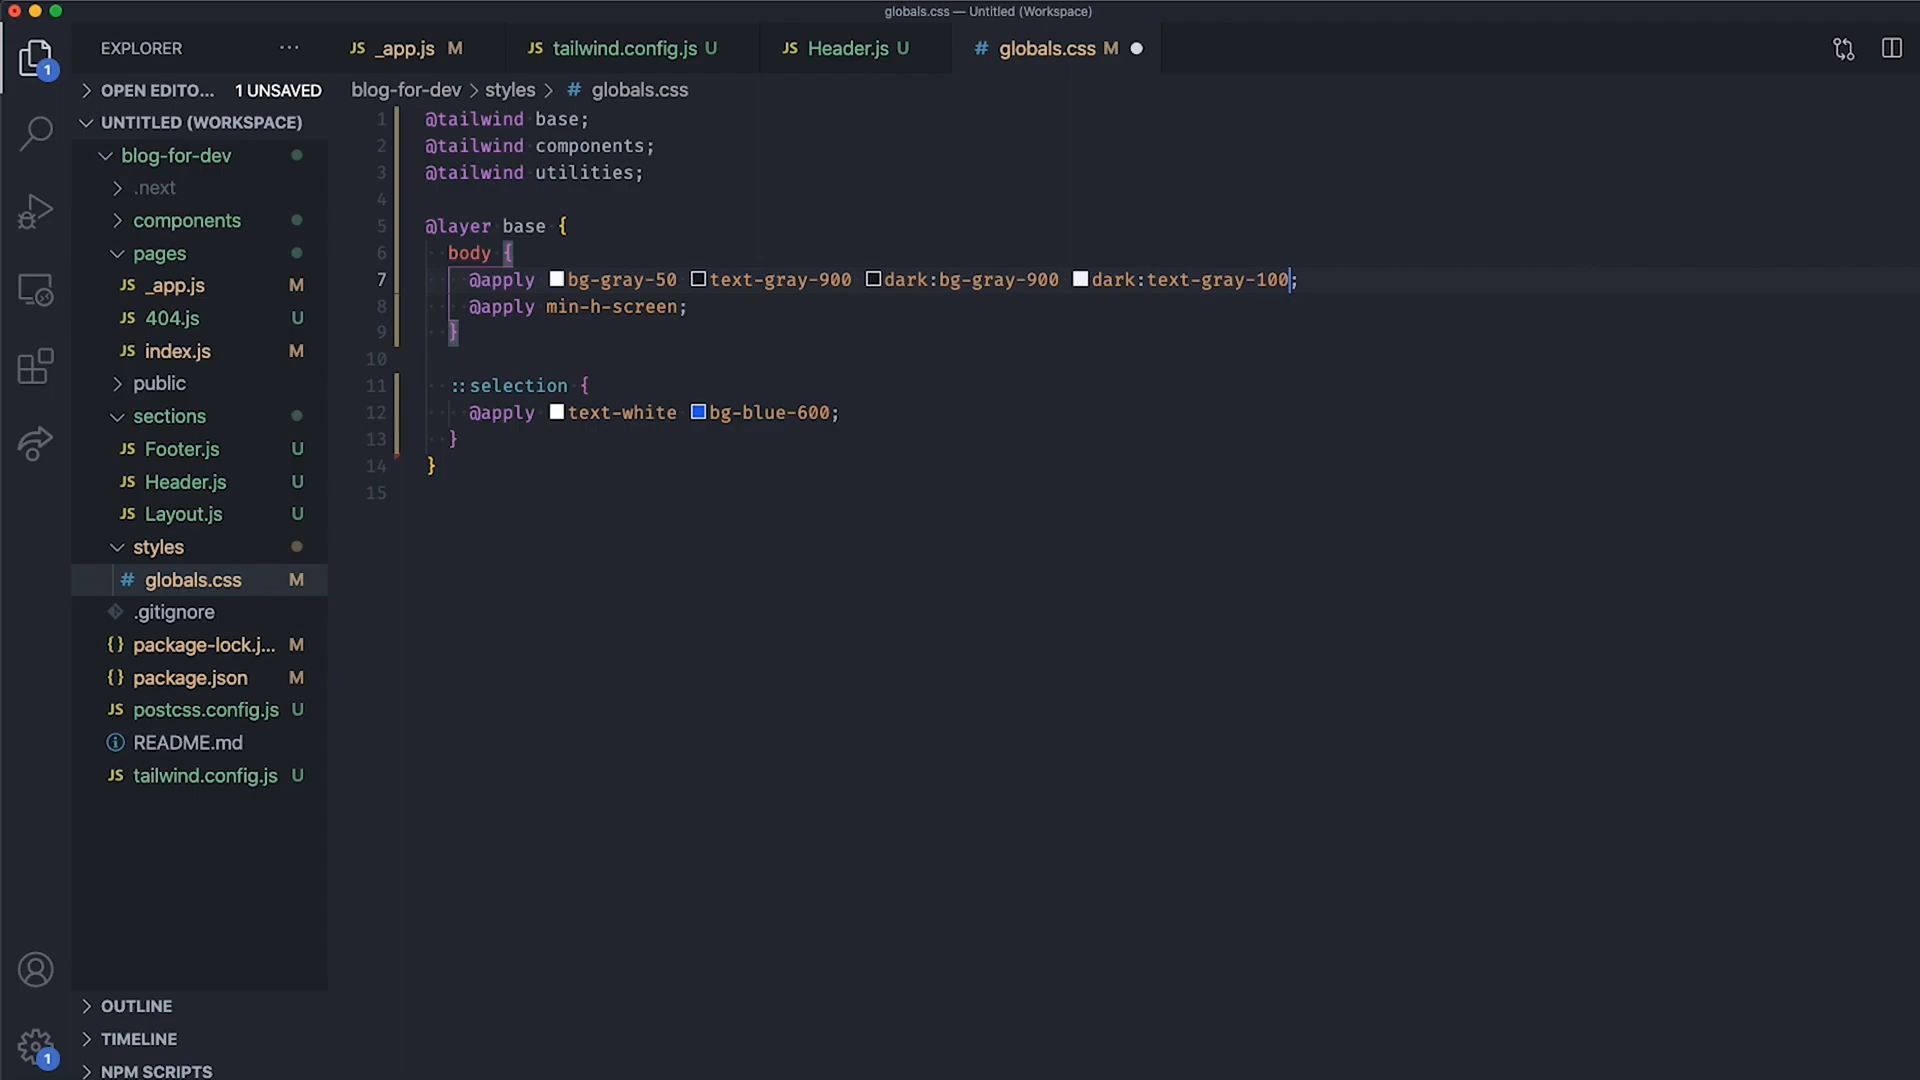 globals.css — Untitled (Workspace)
EXPLORER
JS _app.js M
JS tailwind.config.js U
JS Header.js U
# globals.css M
1
OPEN EDITO... 1 UNSAVED
UNTITLED (WORKSPACE)
blog-for-dev
.next
components
pages
JS _app.js M
JS 404.js U
JS index.js M
public
sections
JS Footer.js U
JS Header.js U
JS Layout.js U
styles
# globals.css M
.gitignore
{} package-lock.j... M
{} package.json M
JS postcss.config.js U
README.md
JS tailwind.config.js U
OUTLINE
TIMELINE
NPM SCRIPTS
1
blog-for-dev > styles > # globals.css
1 @tailwind base;
2 @tailwind components;
3 @tailwind utilities;
4
5 @layer base {
6 body {
7 @apply bg-gray-50 text-gray-900 dark:bg-gray-900 dark:text-gray-100;
8 @apply min-h-screen;
9 }
10
11 ::selection {
12 @apply text-white bg-blue-600;
13 }
14 }
15